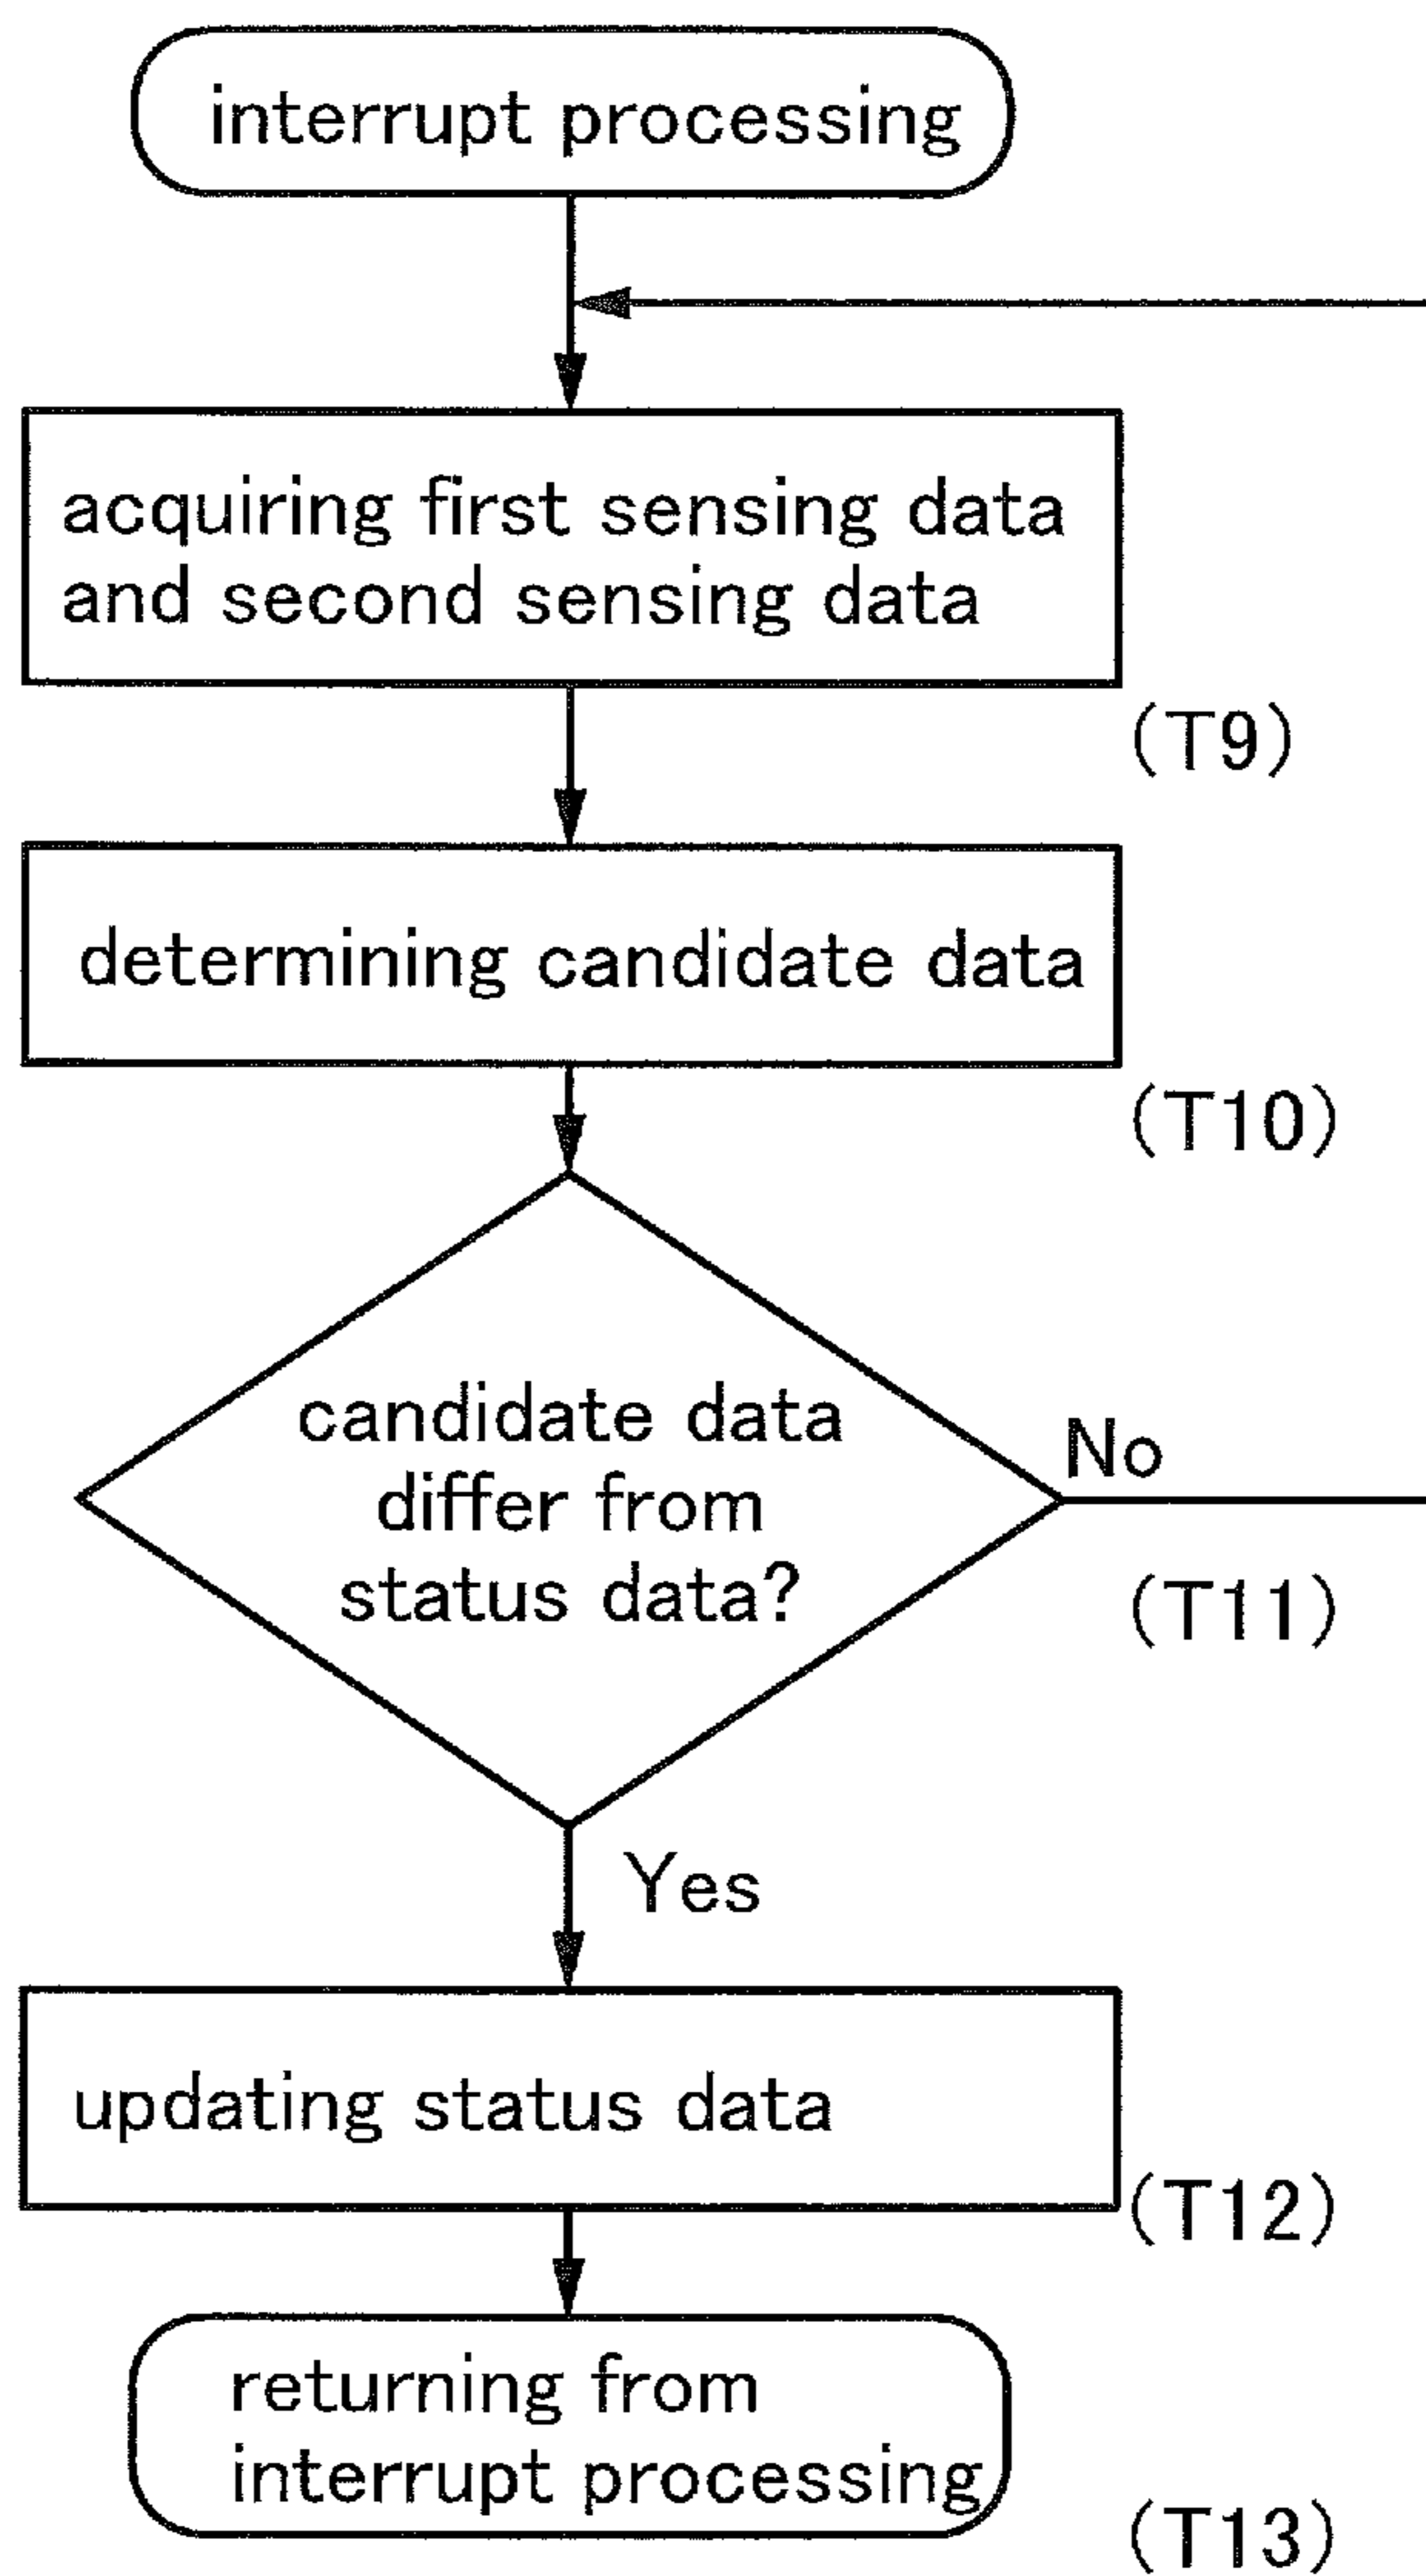 interrupt processing
acquiring first sensing data
and second sensing data
(T9)
determining candidate data
(T10)
candidate data
differ from
status data?
No
(T11)
Yes
updating status data
(T12)
returning from
interrupt processing
(T13)